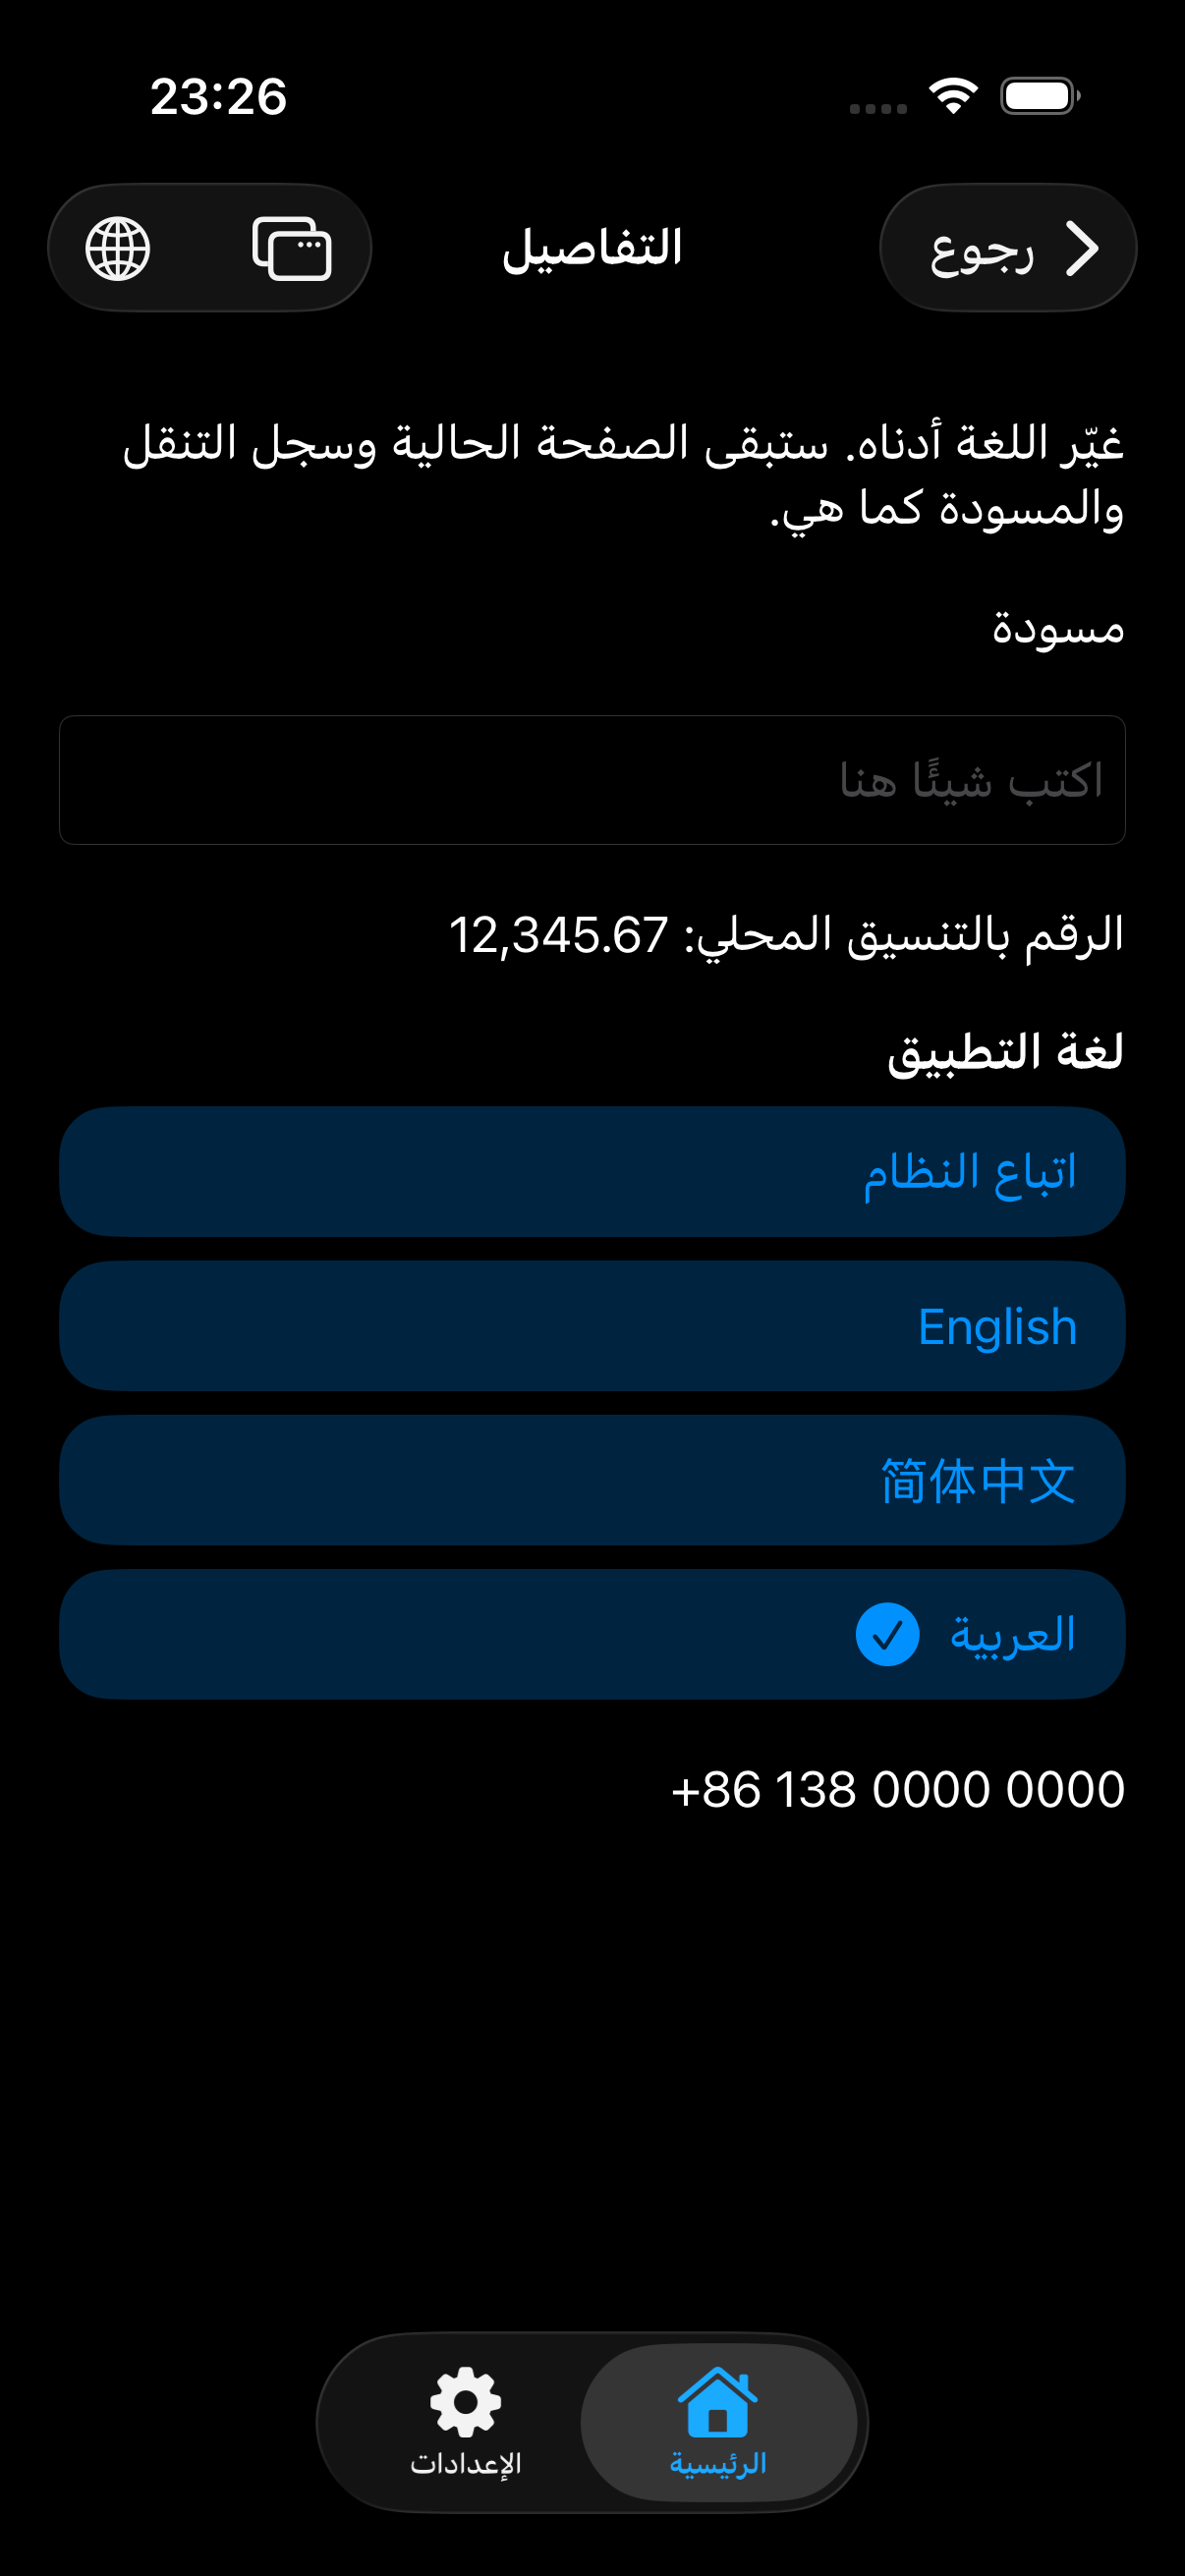 23:26
رجوع
التفاصيل
غيّر اللغة أدناه. ستبقى الصفحة الحالية وسجل التنقل
والمسودة كما هي.
مسودة
اكتب شيئًا هنا
الرقم بالتنسيق المحلي: 12,345.67
لغة التطبيق
اتباع النظام
English
简体中文
العربية
+86 138 0000 0000
الرئيسية
الإعدادات